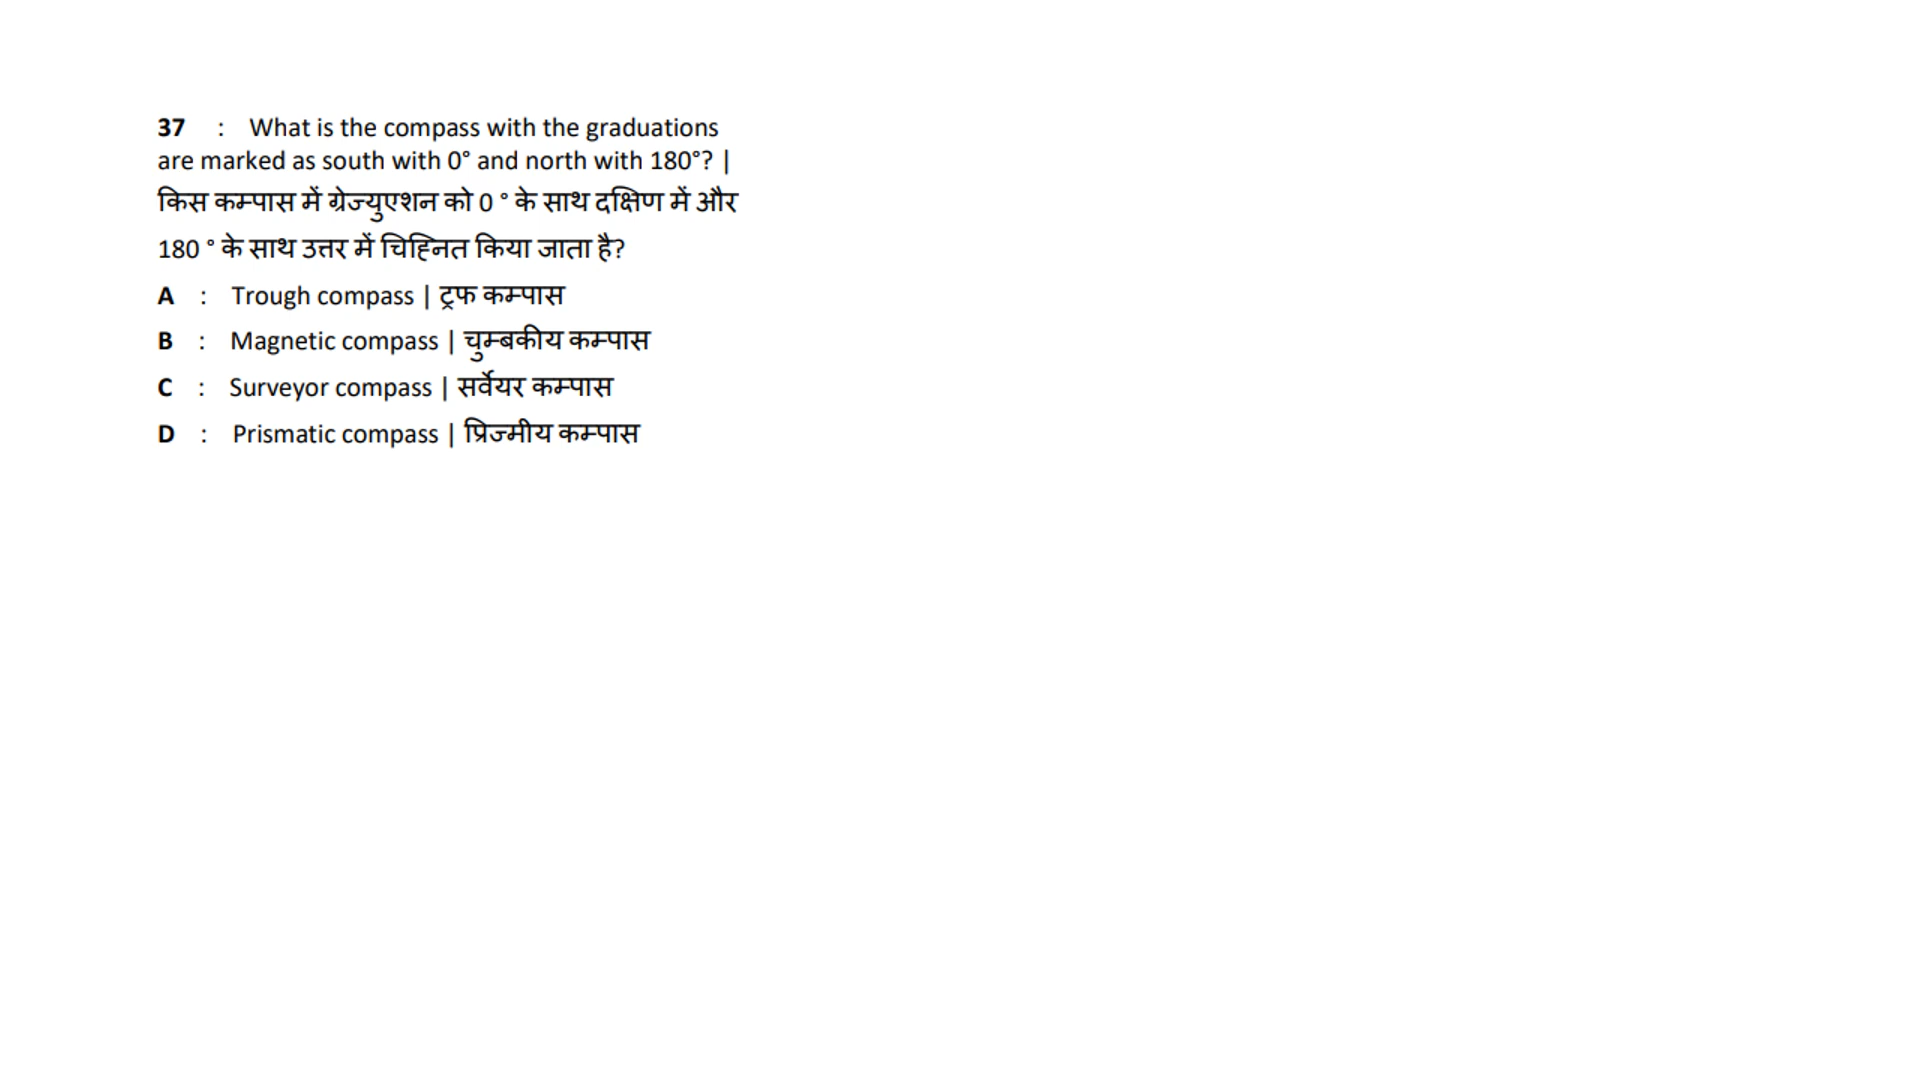 37 : What is the compass with the graduations
are marked as south with 0° and north with 180°? |
किस कम्पास में ग्रेज्युएशन को 0 ° के साथ दक्षिण में और
180 ° के साथ उत्तर में चिह्नित किया जाता है?
A : Trough compass | ट्रफ कम्पास
B : Magnetic compass | चुम्बकीय कम्पास
C : Surveyor compass | सर्वेयर कम्पास
D : Prismatic compass | प्रिज्मीय कम्पास